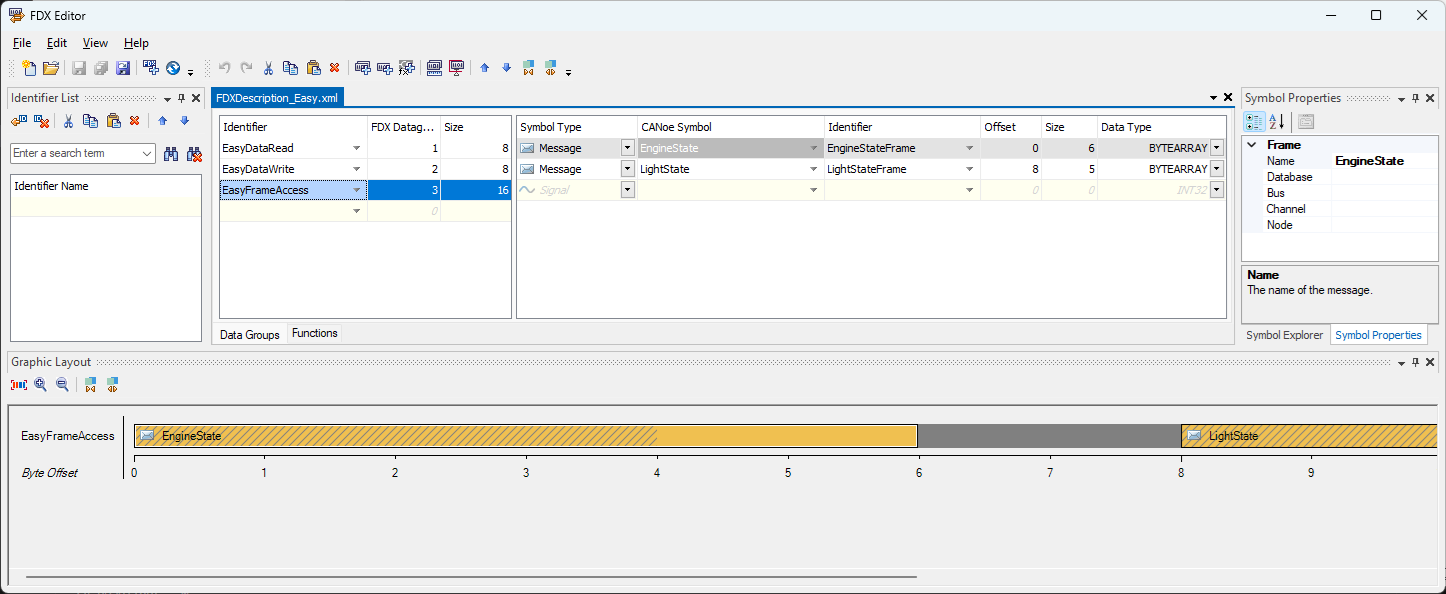 FDX Editor
File Edit View Help
Identifier List
FDXDescription_Easy.xml
Symbol Properties
Enter a search term
Identifier Name
Identifier FDX Datag... Size
EasyDataRead 1 8
EasyDataWrite 2 8
EasyFrameAccess 3 16
0
Symbol Type CANoe Symbol Identifier Offset Size Data Type
Message EngineState EngineStateFrame 0 6 BYTEARRAY
Message LightState LightStateFrame 8 5 BYTEARRAY
Signal 0 0 INT32
Data Groups Functions
Frame
Name EngineState
Database
Bus
Channel
Node
Name
The name of the message.
Symbol Explorer Symbol Properties
Graphic Layout
EasyFrameAccess EngineState LightState
Byte Offset 0 1 2 3 4 5 6 7 8 9